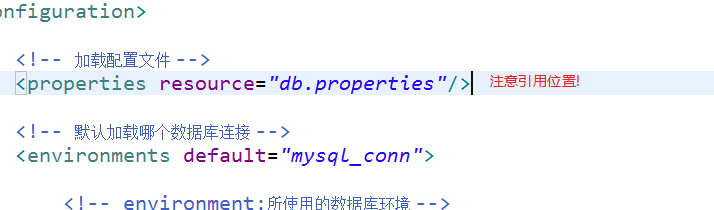 onfiguration>
<!-- 加载配置文件 -->
<properties resource="db.properties"/> 注意引用位置!
<!-- 默认加载哪个数据库连接 -->
<environments default="mysql_conn">
<!-- environment:所使用的数据库环境 -->